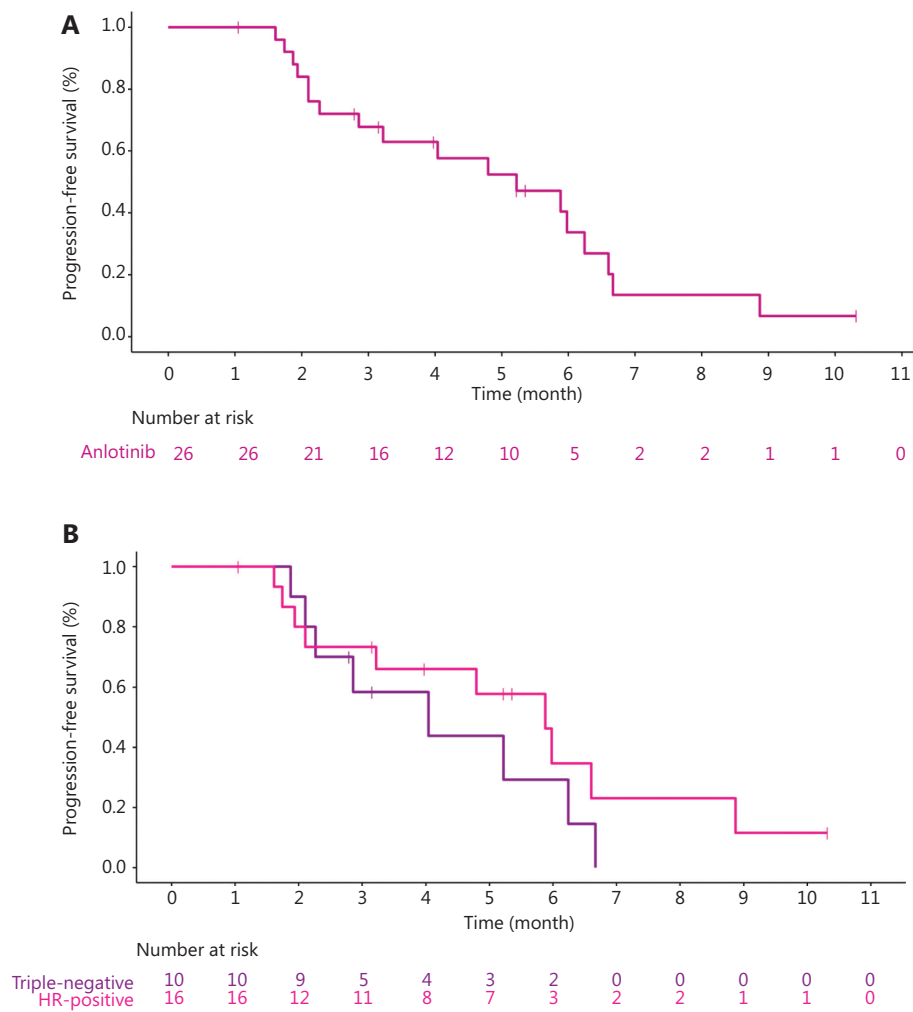 A
Progression-free survival (%)
1.0
0.8
0.6
0.4
0.2
0.0
0 1 2 3 4 5 6 7 8 9 10 11
Time (month)
Number at risk
Anlotinib 26 26 21 16 12 10 5 2 2 1 1 0
B
Progression-free survival (%)
1.0
0.8
0.6
0.4
0.2
0.0
0 1 2 3 4 5 6 7 8 9 10 11
Time (month)
Number at risk
Triple-negative 10 10 9 5 4 3 2 0 0 0 0 0
HR-positive 16 16 12 11 8 7 3 2 2 1 1 0